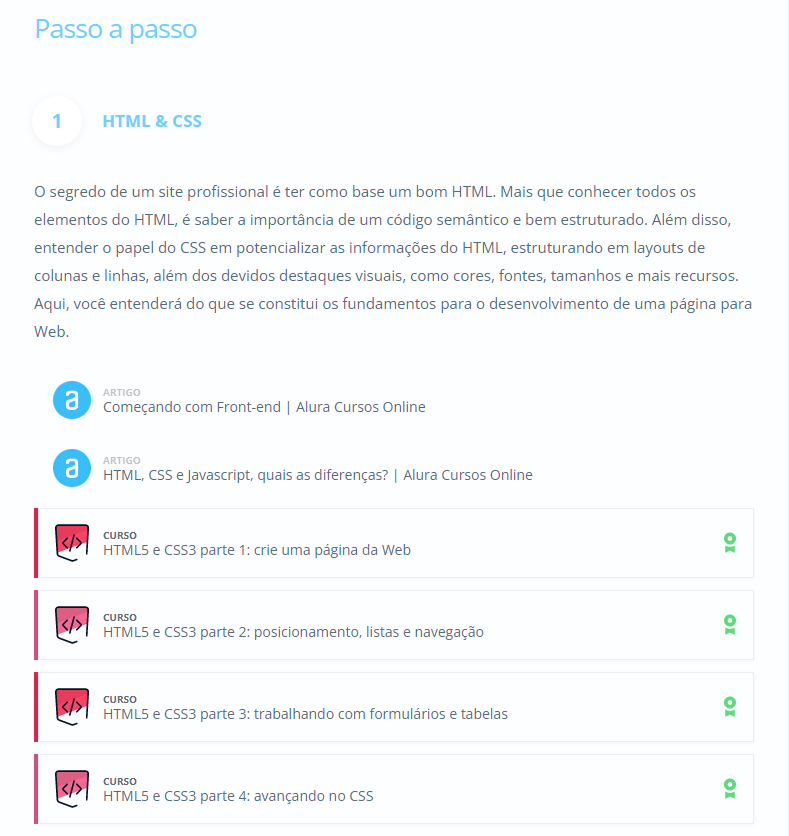 Passo a passo
1
HTML & CSS
O segredo de um site profissional é ter como base um bom HTML. Mais que conhecer todos os
elementos do HTML, é saber a importância de um código semântico e bem estruturado. Além disso,
entender o papel do CSS em potencializar as informações do HTML, estruturando em layouts de
colunas e linhas, além dos devidos destaques visuais, como cores, fontes, tamanhos e mais recursos.
Aqui, você entenderá do que se constitui os fundamentos para o desenvolvimento de uma página para
Web.
a
ARTIGO
Começando com Front-end | Alura Cursos Online
a
ARTIGO
HTML, CSS e Javascript, quais as diferenças? | Alura Cursos Online
</>
CURSO
HTML5 e CSS3 parte 1: crie uma página da Web
</>
CURSO
HTML5 e CSS3 parte 2: posicionamento, listas e navegação
</>
CURSO
HTML5 e CSS3 parte 3: trabalhando com formulários e tabelas
</>
CURSO
HTML5 e CSS3 parte 4: avançando no CSS